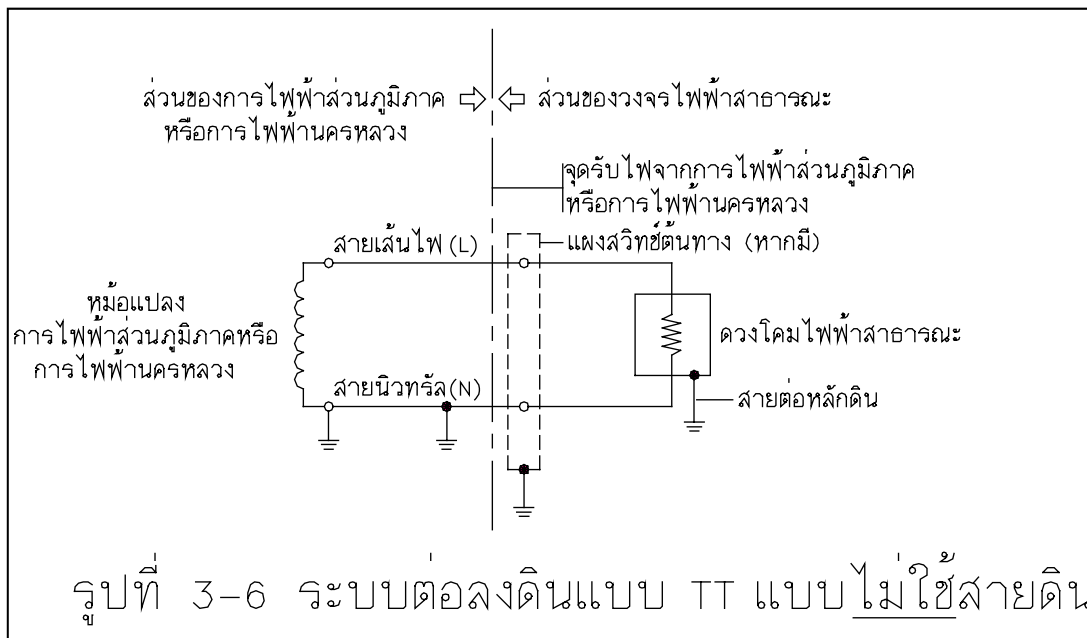 ส่วนของการไฟฟ้าส่วนภูมิภาค
หรือการไฟฟ้านครหลวง
ส่วนของวงจรไฟฟ้าสาธารณะ
จุดรับไฟจากการไฟฟ้าส่วนภูมิภาค
หรือการไฟฟ้านครหลวง
แผงสวิทช์ต้นทาง (หากมี)
สายเส้นไฟ (L)
หม้อแปลง
การไฟฟ้าส่วนภูมิภาคหรือ
การไฟฟ้านครหลวง
ดวงโคมไฟฟ้าสาธารณะ
สายนิวทรัล(N)
สายต่อหลักดิน
รูปที่ 3-6 ระบบต่อลงดินแบบ TT แบบไม่ใช้สายดิน